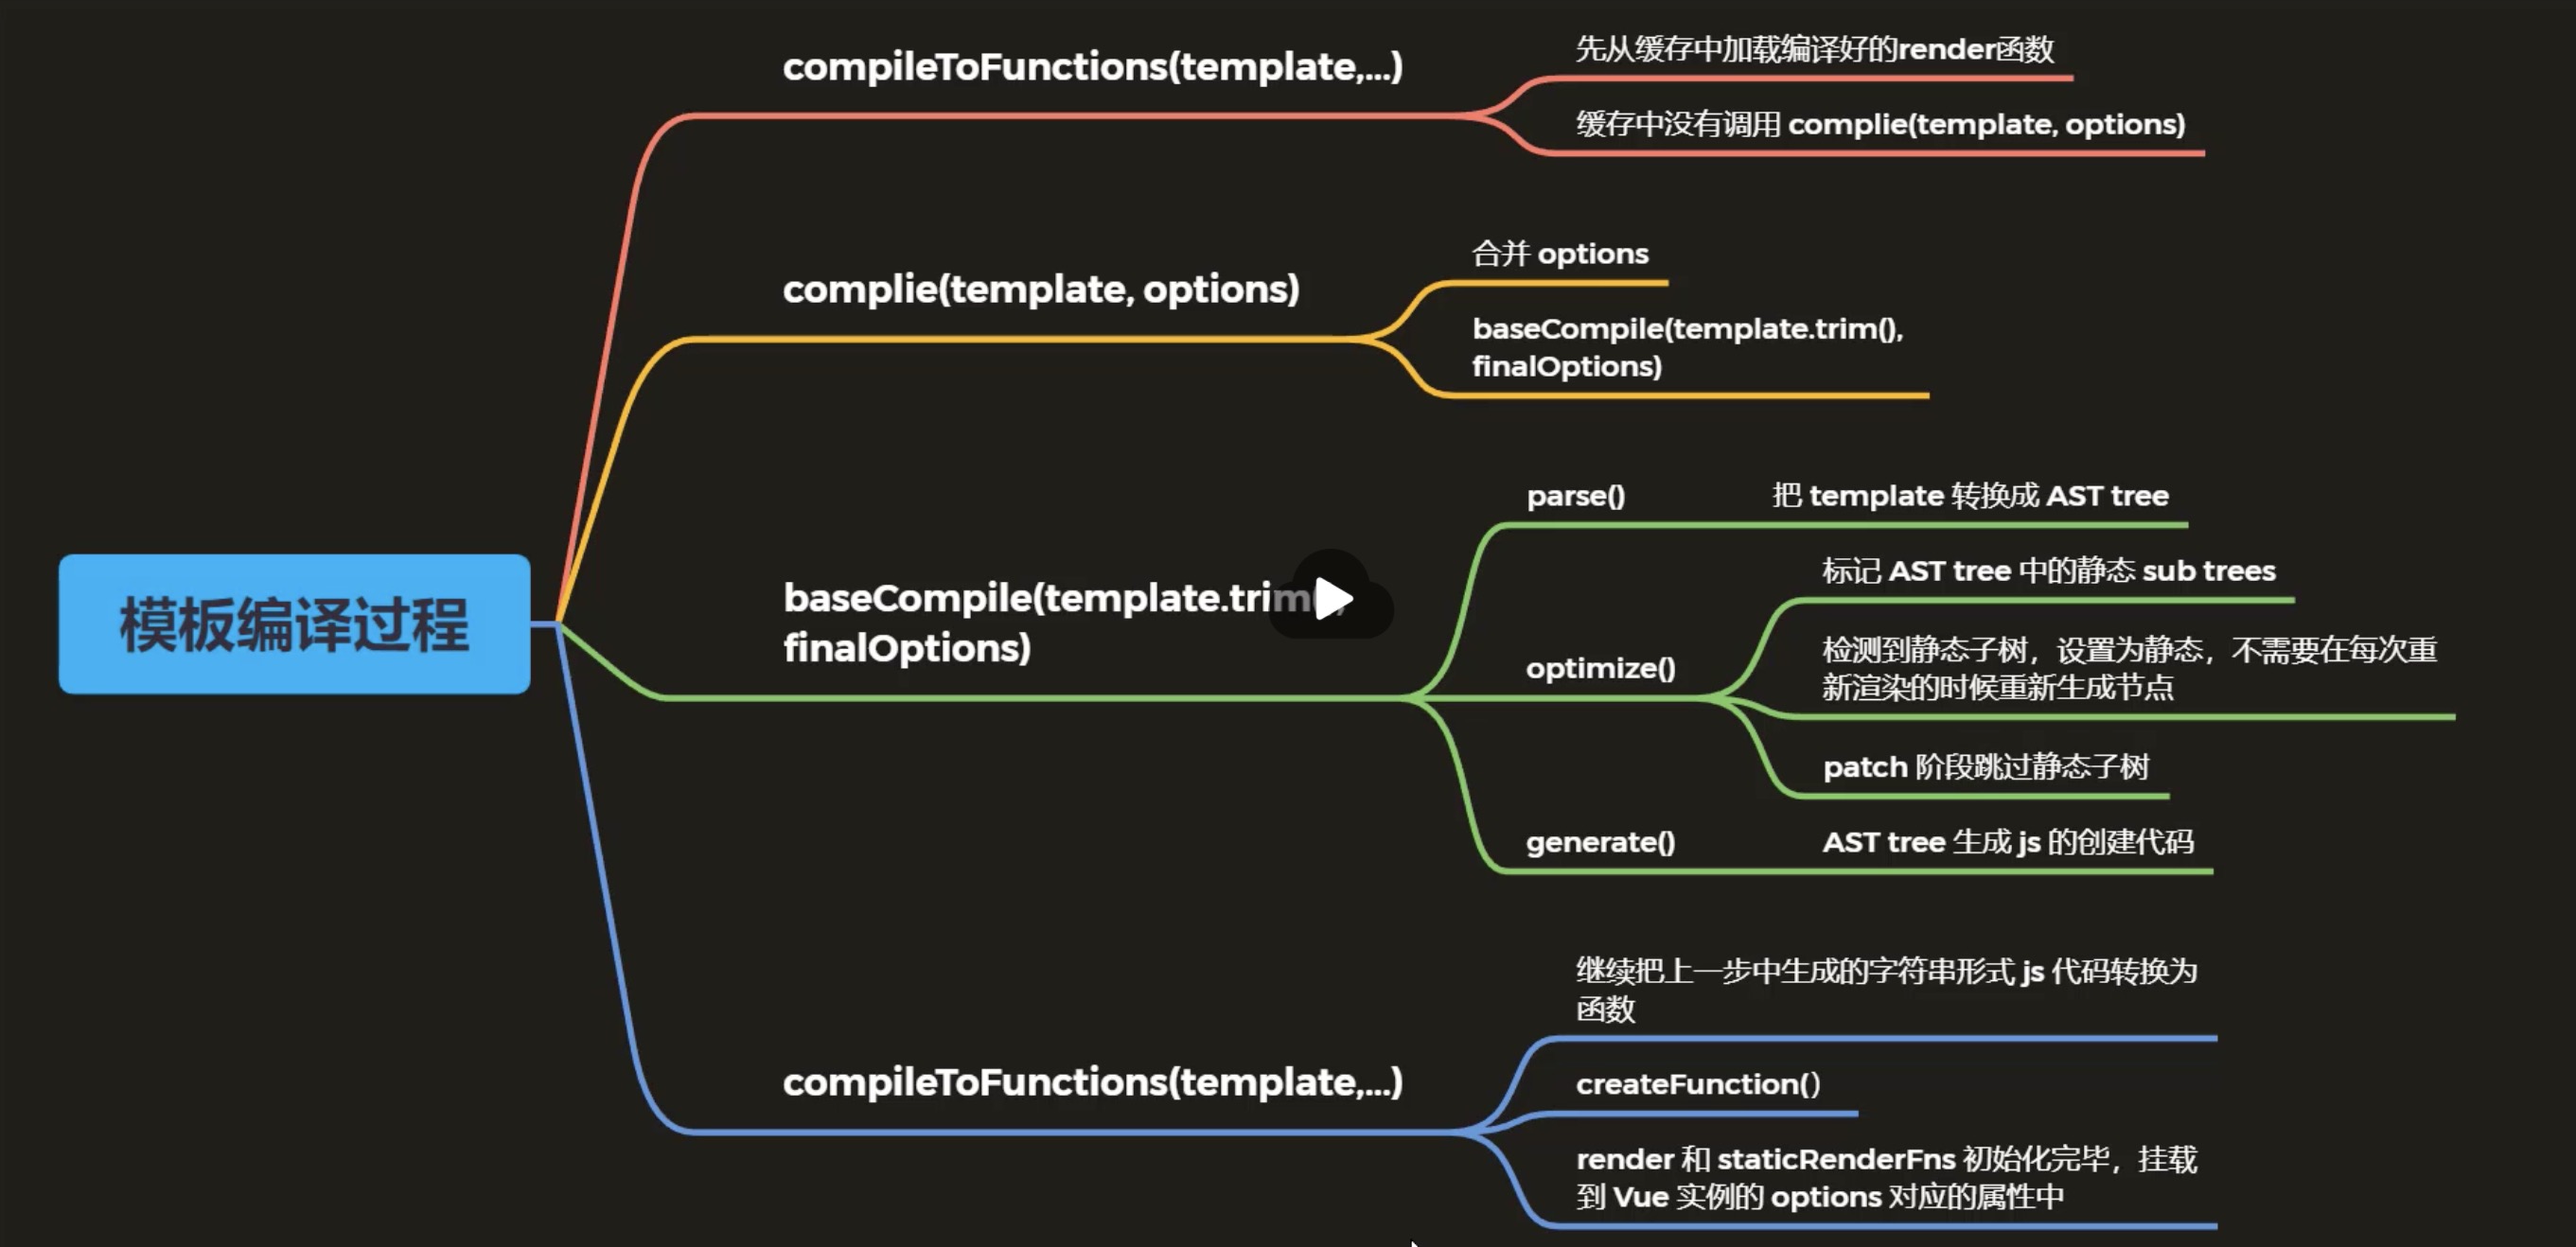 模板编译过程
compileToFunctions(template,...)
先从缓存中加载编译好的render函数
缓存中没有调用 complie(template, options)
complie(template, options)
合并 options
baseCompile(template.trim(),
finalOptions)
baseCompile(template.trim(),
finalOptions)
parse()
把 template 转换成 AST tree
optimize()
标记 AST tree 中的静态 sub trees
检测到静态子树，设置为静态，不需要在每次重
新渲染的时候重新生成节点
patch 阶段跳过静态子树
generate()
AST tree 生成 js 的创建代码
compileToFunctions(template,...)
继续把上一步中生成的字符串形式 js 代码转换为
函数
createFunction()
render 和 staticRenderFns 初始化完毕，挂载
到 Vue 实例的 options 对应的属性中